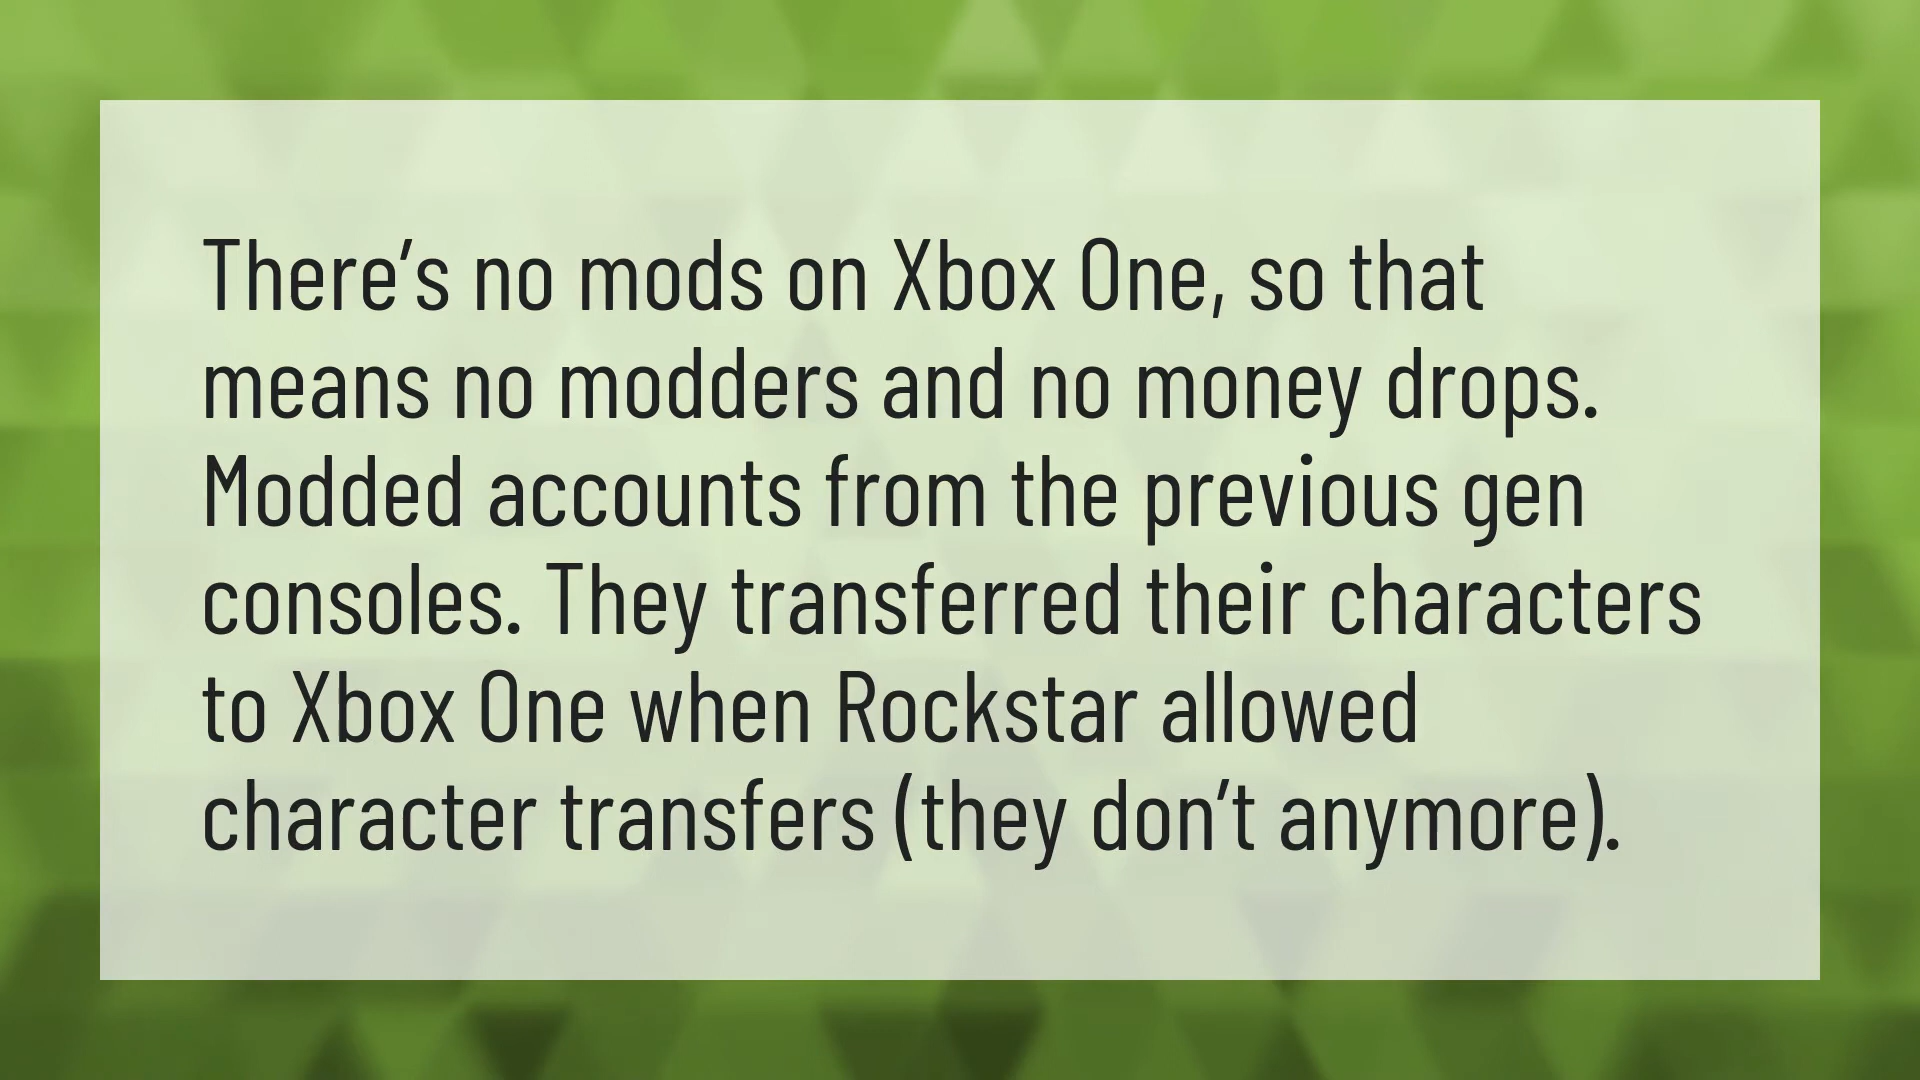 There's no mods on Xbox One, so that
means no modders and no money drops.
Modded accounts from the previous gen
consoles. They transferred their characters
to Xbox One when Rockstar allowed
character transfers (they don't anymore).